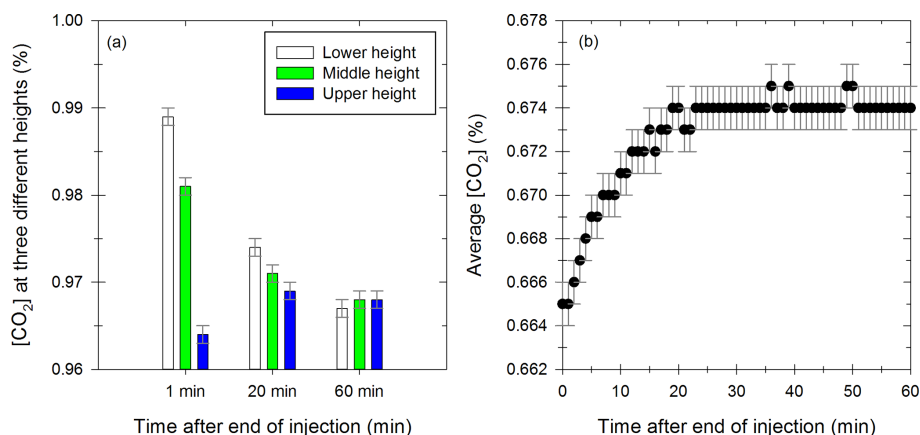 (a)
[CO₂] at three different heights (%)
1.00
0.99
0.98
0.97
0.96
Lower height
Middle height
Upper height
1 min
20 min
60 min
Time after end of injection (min)
(b)
Average [CO₂] (%)
0.678
0.676
0.674
0.672
0.670
0.668
0.666
0.664
0.662
0
10
20
30
40
50
60
Time after end of injection (min)